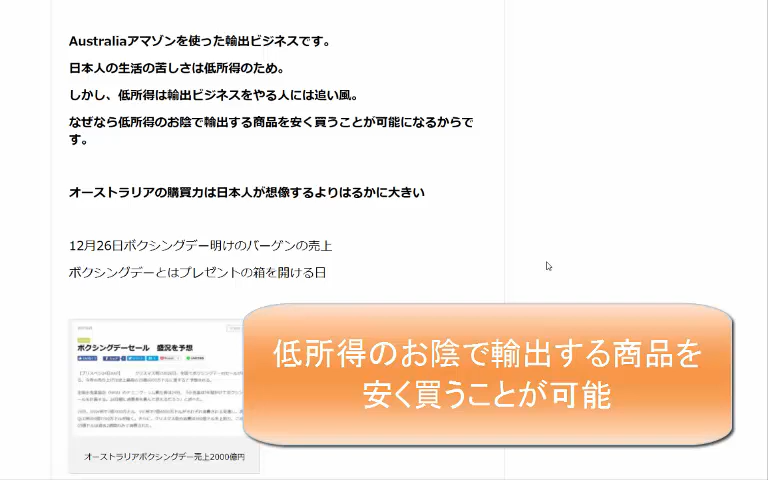 Australiaアマゾンを使った輸出ビジネスです。
日本人の生活の苦しさは低所得のため。
しかし、低所得は輸出ビジネスをやる人には追い風。
なぜなら低所得のお陰で輸出する商品を安く買うことが可能になるからで
す。
オーストラリアの購買力は日本人が想像するよりはるかに大きい
12月26日ボクシングデー明けのバーゲンの売上
ボクシングデーとはプレゼントの箱を開ける日
ボクシングデーセール 盛況を予想
低所得のお陰で輸出する商品を
安く買うことが可能
オーストラリアボクシングデー売上2000億円